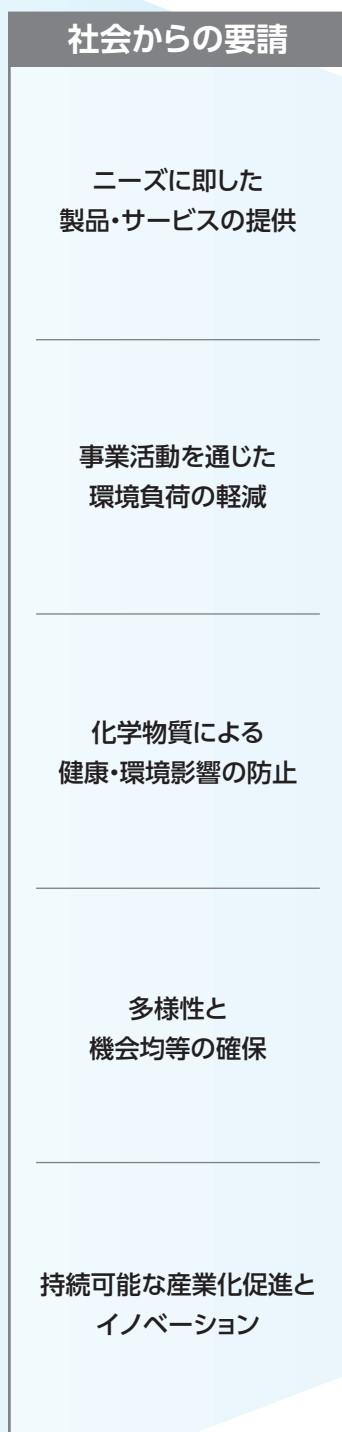 社会からの要請
ニーズに即した
製品・サービスの提供
事業活動を通じた
環境負荷の軽減
化学物質による
健康・環境影響の防止
多様性と
機会均等の確保
持続可能な産業化促進と
イノベーション